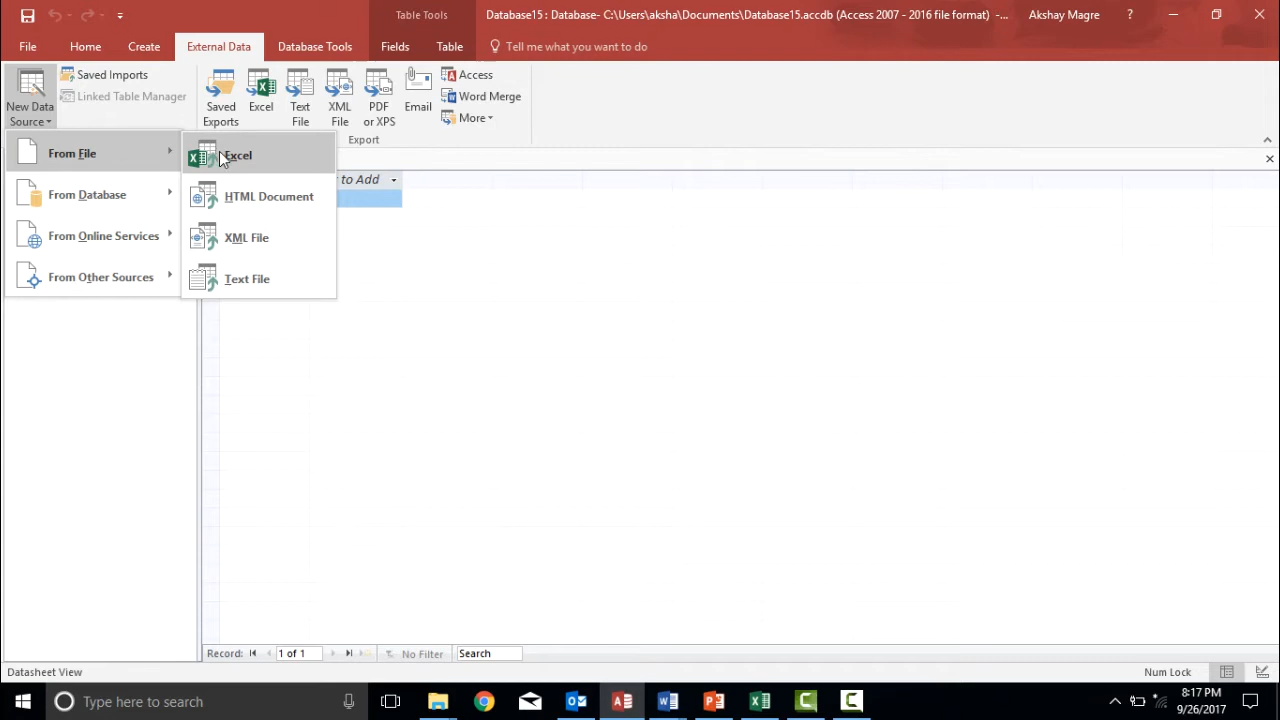 Table Tools
Database15 : Database- C:\Users\aksha\Documents\Database15.accdb (Access 2007 - 2016 file format) -...
Akshay Magre
?
File
Home
Create
External Data
Database Tools
Fields
Table
Tell me what you want to do
New Data
Source
Saved Imports
Linked Table Manager
Saved
Exports
Excel
Text
File
XML
File
PDF
or XPS
Email
Access
Word Merge
More
Export
From File
From Database
From Online Services
From Other Sources
Excel
HTML Document
XML File
Text File
to Add
Record:
1 of 1
No Filter
Search
Datasheet View
Num Lock
Type here to search
8:17 PM
9/26/2017